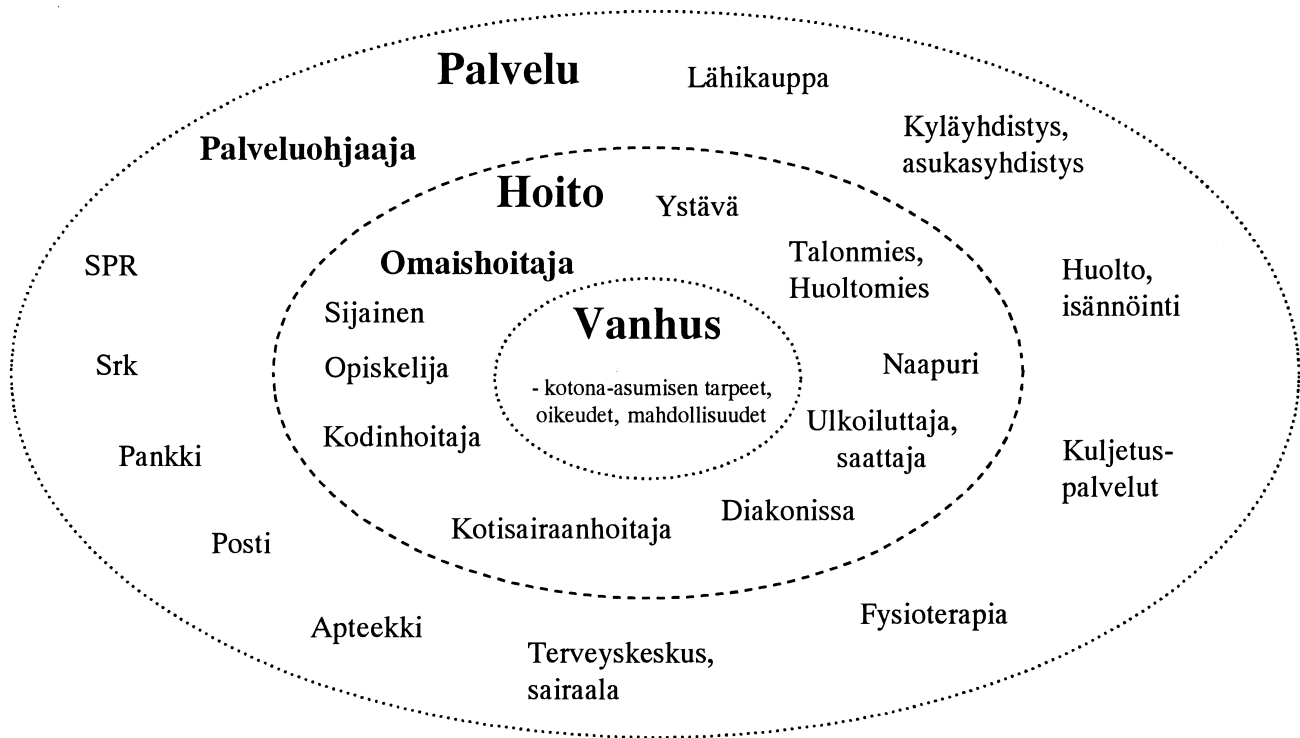 Palvelu
Lähikauppa
Palveluohjaaja
Kyläyhdistys,
asukasyhdistys
Hoito
Ystävä
SPR
Omaishoitaja
Talonmies,
Huoltomies
Huolto,
isännöinti
Sijainen
Vanhus
Srk
Opiskelija
Naapuri
- kotona-asumisen tarpeet,
oikeudet, mahdollisuudet
Kodinhoitaja
Ulkoiluttaja,
saattaja
Pankki
Kuljetus-
palvelut
Kotisairaanhoitaja
Diakonissa
Posti
Apteekki
Fysioterapia
Terveyskeskus,
sairaala